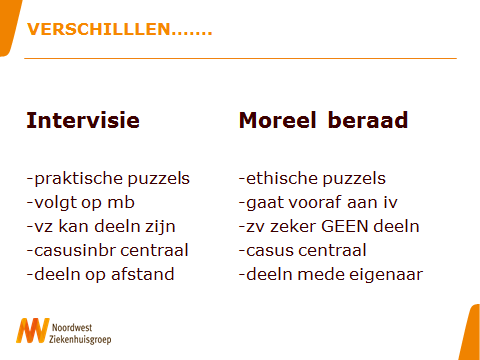 VERSCHILLLEN.......
Intervisie
-praktische puzzels
-volgt op mb
-vz kan deeln zijn
-casusinbr centraal
-deeln op afstand
Moreel beraad
-ethische puzzels
-gaat vooraf aan iv
-zv zeker GEEN deeln
-casus centraal
-deeln mede eigenaar
Noordwest
Ziekenhuisgroep